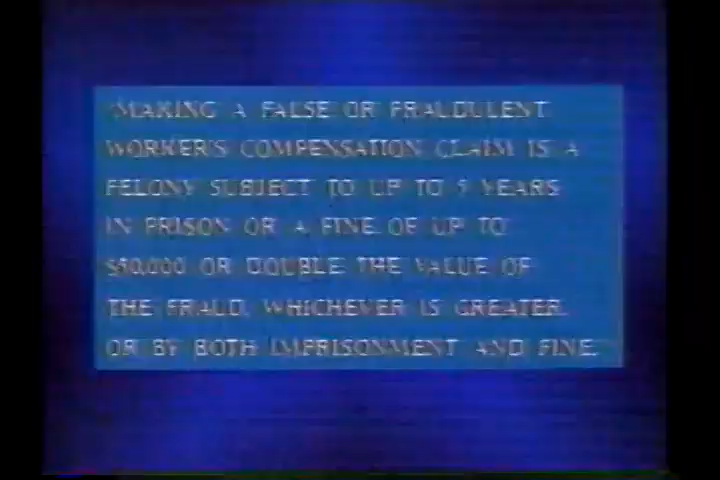 "MAKING A FALSE OR FRAUDULENT
WORKER'S COMPENSATION CLAIM IS A
FELONY SUBJECT TO UP TO 5 YEARS
IN PRISON OR A FINE OF UP TO
$50,000 OR DOUBLE THE VALUE OF
THE FRAUD, WHICHEVER IS GREATER,
OR BY BOTH IMPRISONMENT AND FINE."